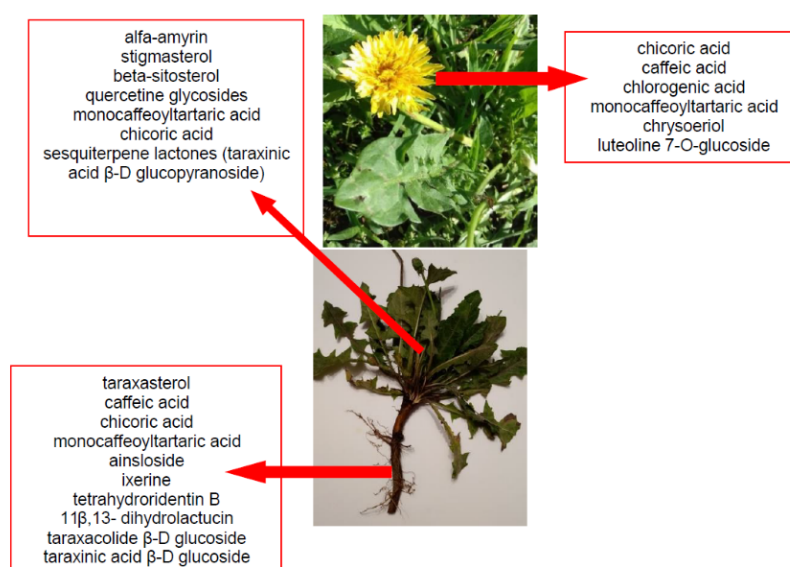 alfa-amyrin
stigmasterol
beta-sitosterol
quercetine glycosides
monocaffeoyltartaric acid
chicoric acid
sesquiterpene lactones (taraxinic
acid β-D glucopyranoside)
chicoric acid
caffeic acid
chlorogenic acid
monocaffeoyltartaric acid
chrysoeriol
luteoline 7-O-glucoside
taraxasterol
caffeic acid
chicoric acid
monocaffeoyltartaric acid
ainsloside
ixerine
tetrahydroridentin B
11β,13- dihydrolactucin
taraxacolide β-D glucoside
taraxinic acid β-D glucoside